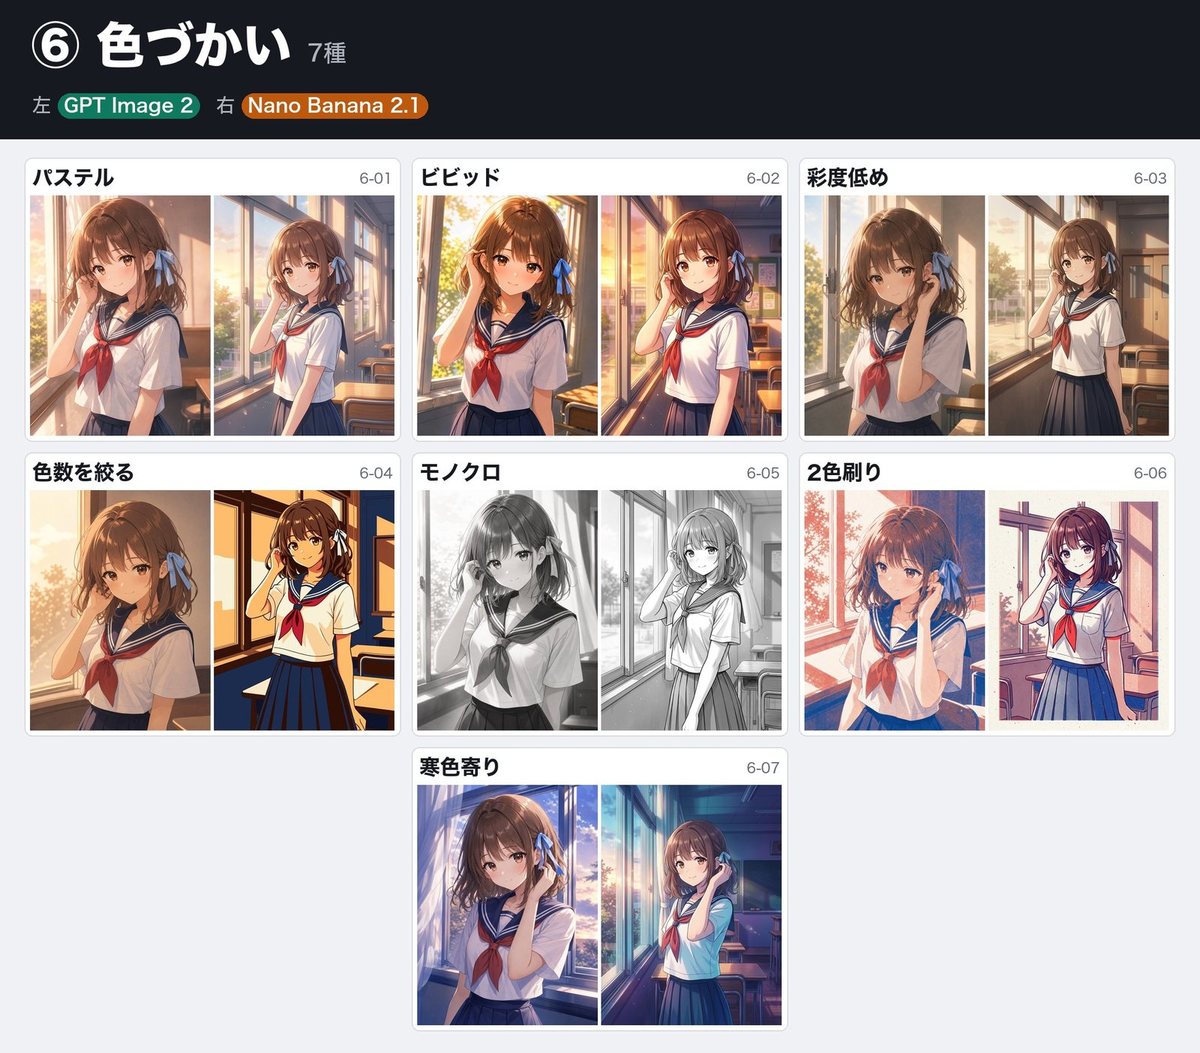 ⑥ 色づかい 7種
左 GPT Image 2 右 Nano Banana 2.1
パステル 6-01
ビビッド 6-02
彩度低め 6-03
色数を絞る 6-04
モノクロ 6-05
2色刷り 6-06
寒色寄り 6-07